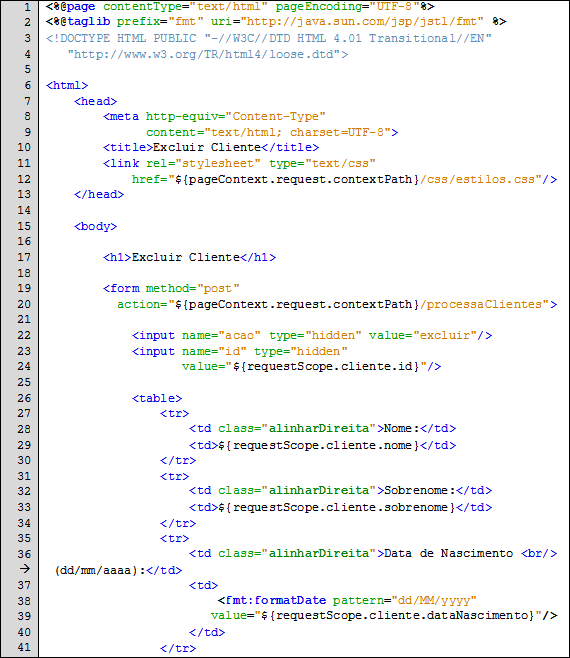 1 <%@page contentType="text/html" pageEncoding="UTF-8"%>
2 <%@taglib prefix="fmt" uri="http://java.sun.com/jsp/jstl/fmt" %>
3 <!DOCTYPE HTML PUBLIC "-//W3C//DTD HTML 4.01 Transitional//EN"
4 "http://www.w3.org/TR/html4/loose.dtd">
5
6 <html>
7 <head>
8 <meta http-equiv="Content-Type"
9 content="text/html; charset=UTF-8">
10 <title>Excluir Cliente</title>
11 <link rel="stylesheet" type="text/css"
12 href="${pageContext.request.contextPath}/css/estilos.css"/>
13 </head>
14
15 <body>
16
17 <h1>Excluir Cliente</h1>
18
19 <form method="post"
20 action="${pageContext.request.contextPath}/processaClientes">
21
22 <input name="acao" type="hidden" value="excluir"/>
23 <input name="id" type="hidden"
24 value="${requestScope.cliente.id}"/>
25
26 <table>
27 <tr>
28 <td class="alinharDireita">Nome:</td>
29 <td>${requestScope.cliente.nome}</td>
30 </tr>
31 <tr>
32 <td class="alinharDireita">Sobrenome:</td>
33 <td>${requestScope.cliente.sobrenome}</td>
34 </tr>
35 <tr>
36 <td class="alinharDireita">Data de Nascimento <br/>
→ (dd/mm/aaaa):</td>
37 <td>
38 <fmt:formatDate pattern="dd/MM/yyyy"
39 value="${requestScope.cliente.dataNascimento}"/>
40 </td>
41 </tr>